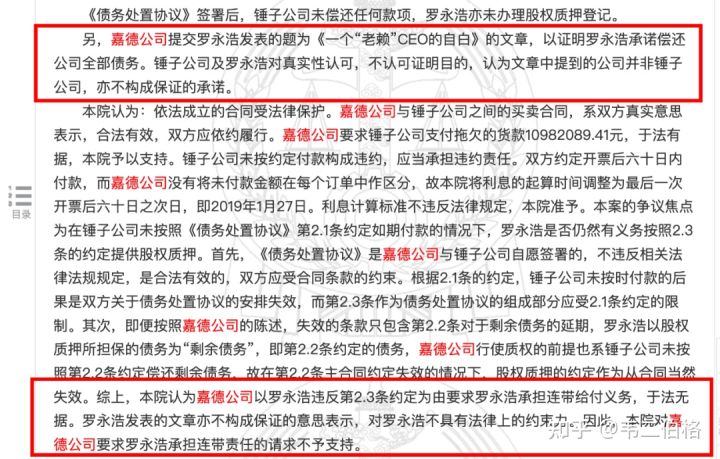 《债务处置协议》签署后，锤子公司未偿还任何款项，罗永浩亦未办理股权质押登记。
另，嘉德公司提交罗永浩发表的题为《一个“老赖”CEO的自白》的文章，以证明罗永浩承诺偿还
公司全部债务。锤子公司及罗永浩对真实性认可，不认可证明目的，认为文章中提到的公司并非锤子
公司，亦不构成保证的承诺。
本院认为：依法成立的合同受法律保护。嘉德公司与锤子公司之间的买卖合同，系双方真实意思
表示，合法有效，双方应依约履行。嘉德公司要求锤子公司支付拖欠的货款10982089.41元，于法有
据，本院予以支持。锤子公司未按约定付款构成违约，应当承担违约责任。双方约定开票后六十日内
付款，而嘉德公司没有将未付款金额在每个订单中作区分，故本院将利息的起算时间调整为最后一次
开票后六十日之次日，即2019年1月27日。利息计算标准不违反法律规定，本院准予。本案的争议焦点
为在锤子公司未按照《债务处置协议》第2.1条约定如期付款的情况下，罗永浩是否仍然有义务按照2.3
条的约定提供股权质押。首先，《债务处置协议》是嘉德公司与锤子公司自愿签署的，不违反相关法
律法规规定，是合法有效的，双方应受合同条款的约束。根据2.1条的约定，锤子公司未按时付款的后
果是双方关于债务处置协议的安排失效，而第2.3条作为债务处置协议的组成部分应受2.1条约定的限
制。其次，即便按照嘉德公司的陈述，失效的条款只包含第2.2条对于剩余债务的延期，罗永浩以股权
质押所担保的债务为“剩余债务”，即第2.2条约定的债务，嘉德公司行使质权的前提也系锤子公司未按
照第2.2条约定偿还剩余债务，故在第2.2条主合同约定失效的情况下，股权质押的约定作为从合同当然
失效。综上，本院认为嘉德公司以罗永浩违反第2.3条约定为由要求罗永浩承担连带给付义务，于法无
据。罗永浩发表的文章亦不构成保证的意思表示，对罗永浩不具有法律上的约束力。因此，本院对嘉
德公司要求罗永浩承担连带责任的请求不予支持。
目录
知乎 @韦二伯格